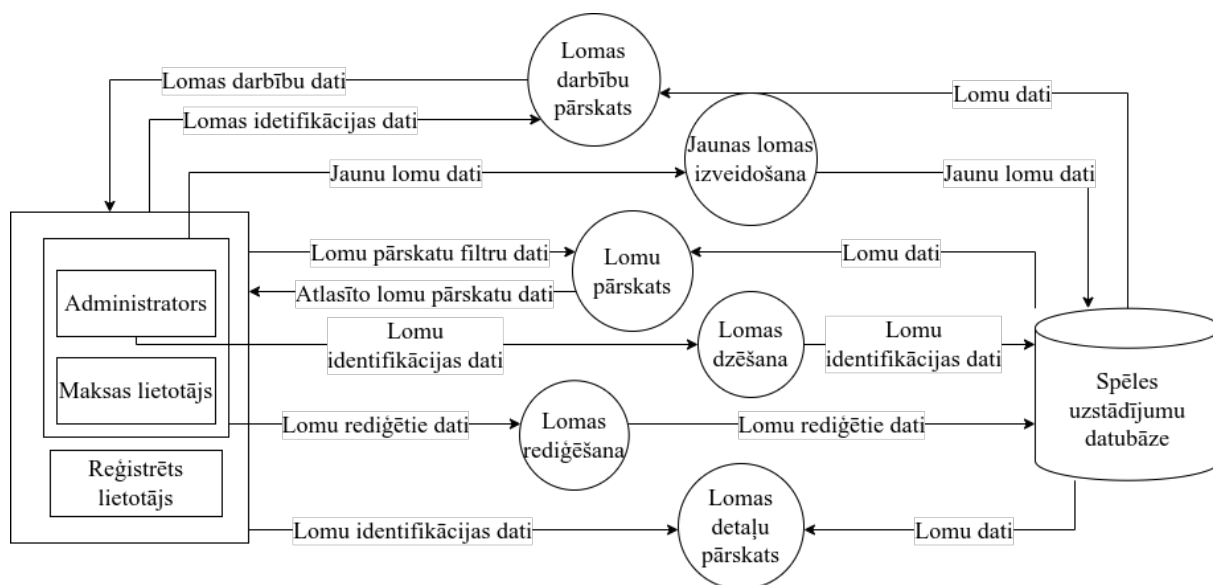 Lomas
darbību
pārskats
Lomas darbību dati
Lomu dati
Lomas idetifikācijas dati
Jaunas lomas
izveidošana
Jaunu lomu dati
Jaunu lomu dati
Lomu pārskatu filtru dati
Lomu
pārskats
Lomu dati
Atlasīto lomu pārskatu dati
Administrators
Lomu
identifikācijas dati
Lomas
dzēšana
Lomu
identifikācijas dati
Maksas lietotājs
Spēles
uzstādījumu
datubāze
Lomu rediģētie dati
Lomas
rediģēšana
Lomu rediģētie dati
Reģistrēts
lietotājs
Lomu identifikācijas dati
Lomas
detaļu
pārskats
Lomu dati